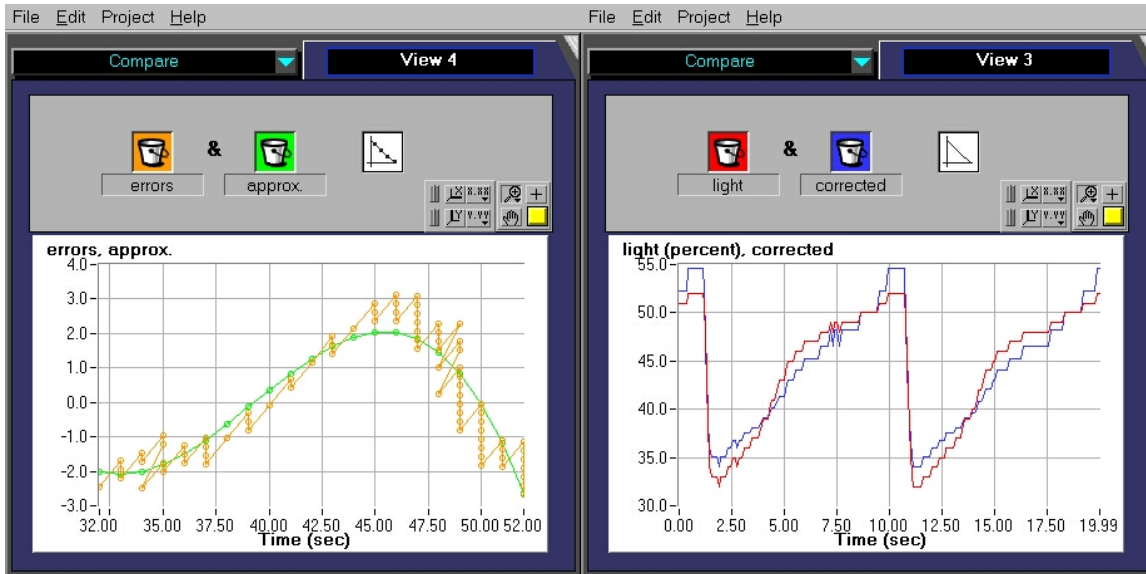 File Edit Project Help
Compare
View 4
&
errors
approx.
X
Y
errors, approx.
4.0
3.0
2.0
1.0
0.0
-1.0
-2.0
-3.0
32.00 35.00 37.50 40.00 42.50 45.00 47.50 50.00 52.00
Time (sec)
File Edit Project Help
Compare
View 3
&
light
corrected
X
Y
light (percent), corrected
55.0
50.0
45.0
40.0
35.0
30.0
0.00 2.50 5.00 7.50 10.00 12.50 15.00 17.50 19.99
Time (sec)